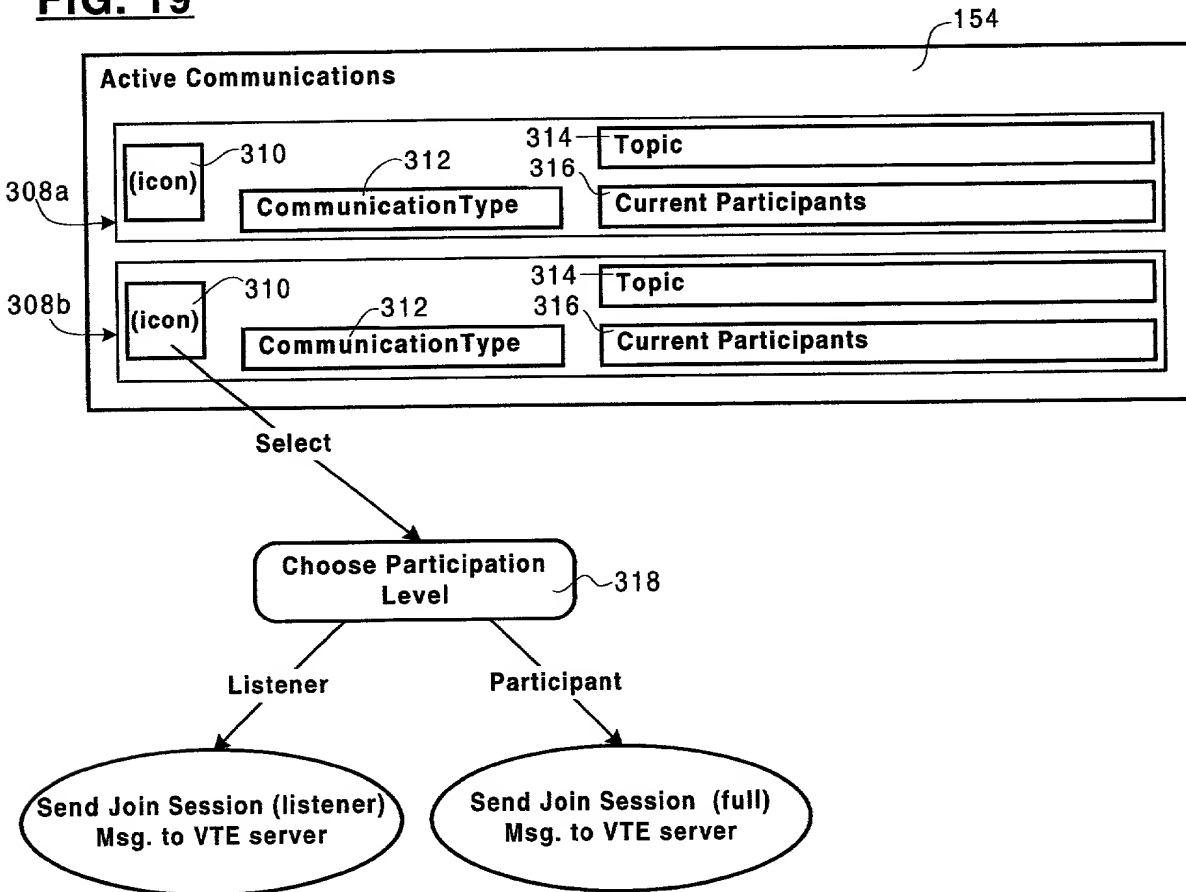 FIG. 19
154
Active Communications
308a
(icon)
310
312
CommunicationType
314
Topic
316
Current Participants
308b
(icon)
310
312
CommunicationType
314
Topic
316
Current Participants
Select
Choose Participation
Level
318
Listener
Participant
Send Join Session (listener)
Msg. to VTE server
Send Join Session (full)
Msg. to VTE server